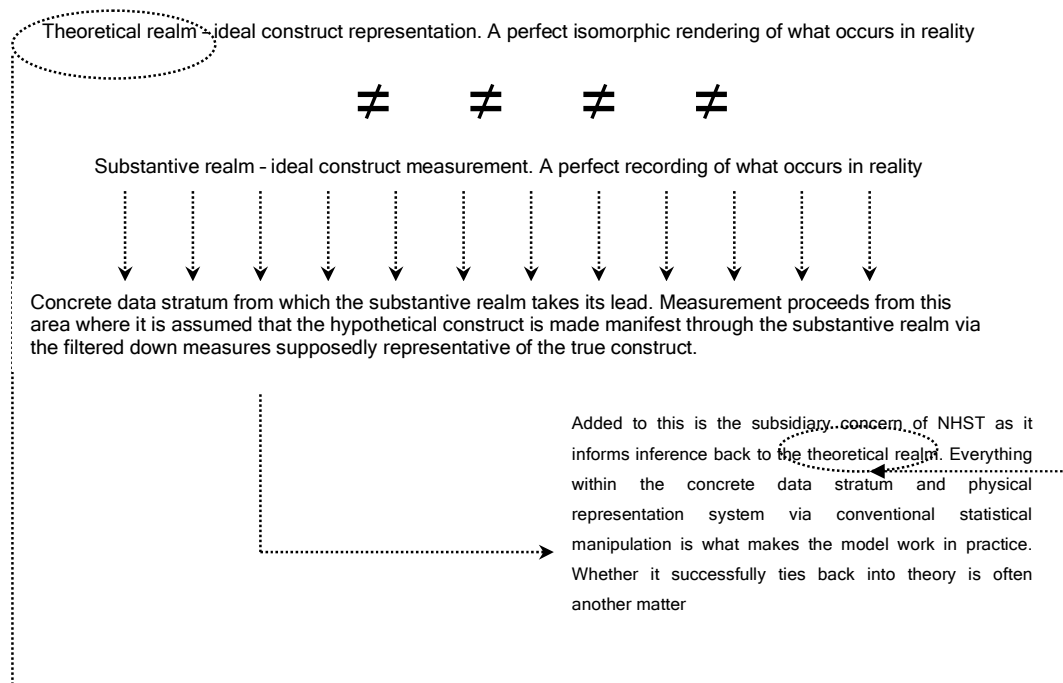 Theoretical realm - ideal construct representation. A perfect isomorphic rendering of what occurs in reality
≠ ≠ ≠ ≠
Substantive realm - ideal construct measurement. A perfect recording of what occurs in reality
Concrete data stratum from which the substantive realm takes its lead. Measurement proceeds from this
area where it is assumed that the hypothetical construct is made manifest through the substantive realm via
the filtered down measures supposedly representative of the true construct.
Added to this is the subsidiary concern of NHST as it
informs inference back to the theoretical realm. Everything
within the concrete data stratum and physical
representation system via conventional statistical
manipulation is what makes the model work in practice.
Whether it successfully ties back into theory is often
another matter